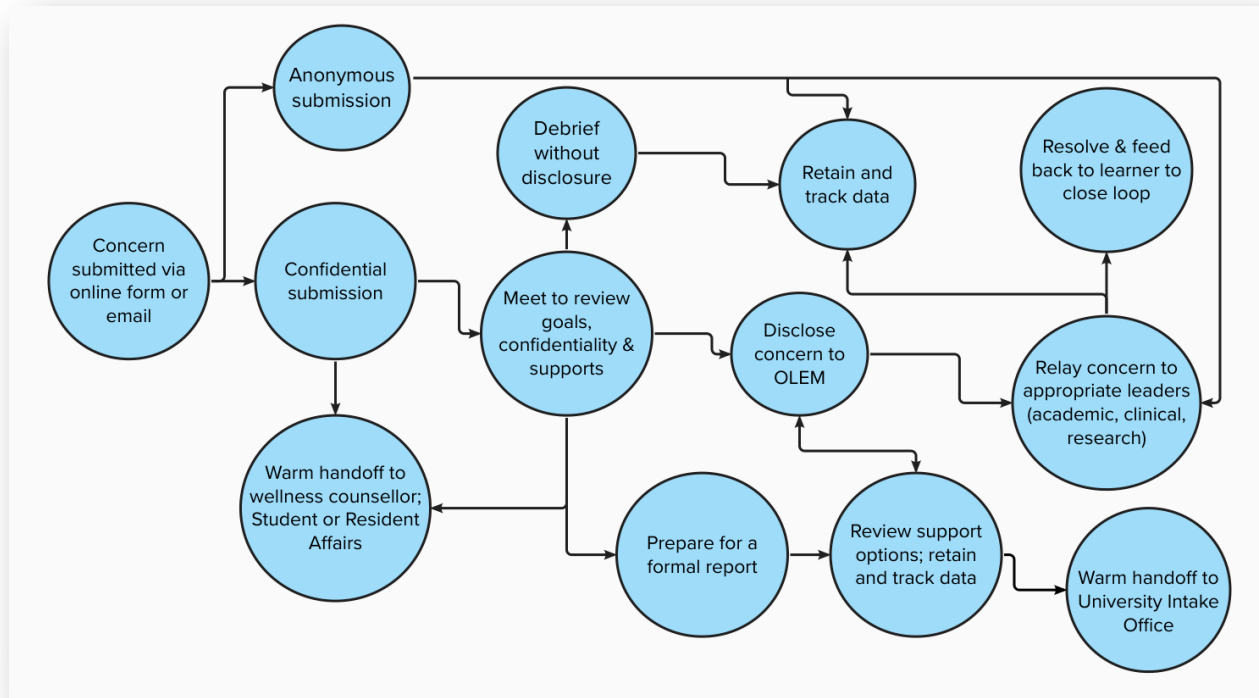 Anonymous
submission
Debrief
without
disclosure
Retain and
track data
Resolve & feed
back to learner to
close loop
Concern
submitted via
online form or
email
Confidential
submission
Meet to review
goals,
confidentiality &
supports
Disclose
concern to
OLEM
Relay concern to
appropriate leaders
(academic, clinical,
research)
Warm handoff to
wellness counsellor;
Student or Resident
Affairs
Prepare for a
formal report
Review support
options; retain
and track data
Warm handoff to
University Intake
Office